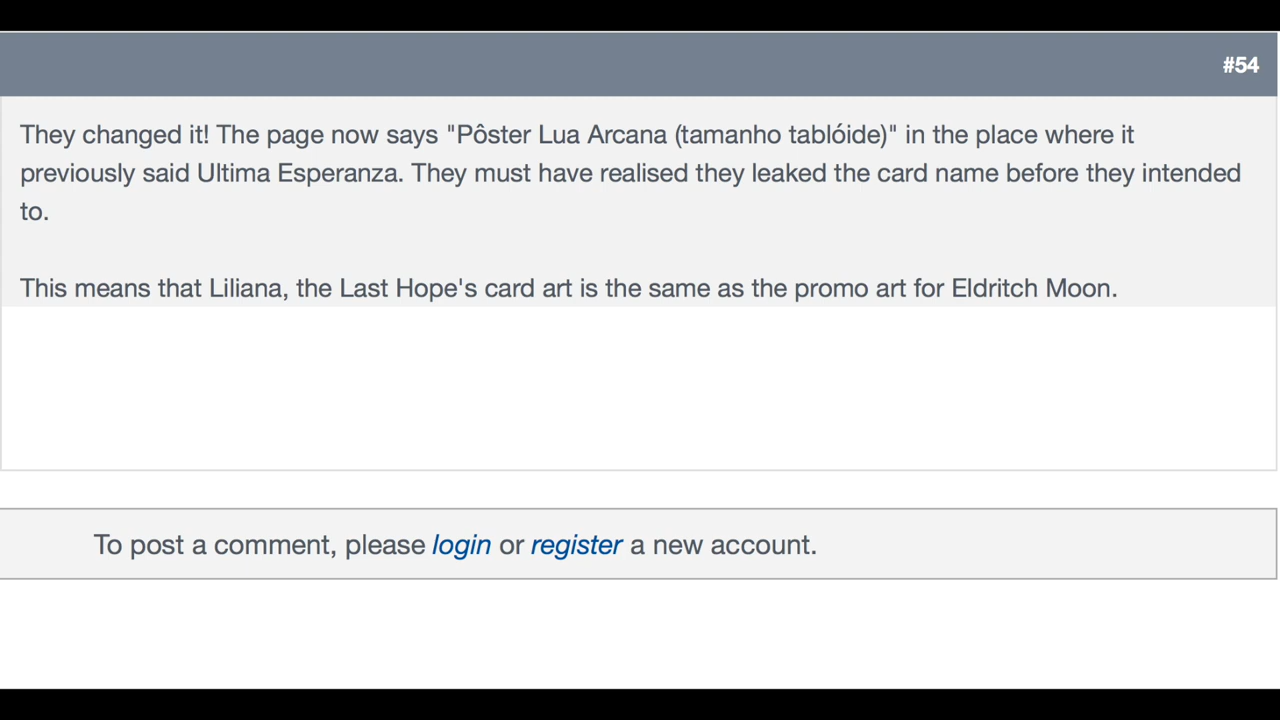 #54
They changed it! The page now says "Pôster Lua Arcana (tamanho tablóide)" in the place where it
previously said Ultima Esperanza. They must have realised they leaked the card name before they intended
to.
This means that Liliana, the Last Hope's card art is the same as the promo art for Eldritch Moon.
To post a comment, please login or register a new account.